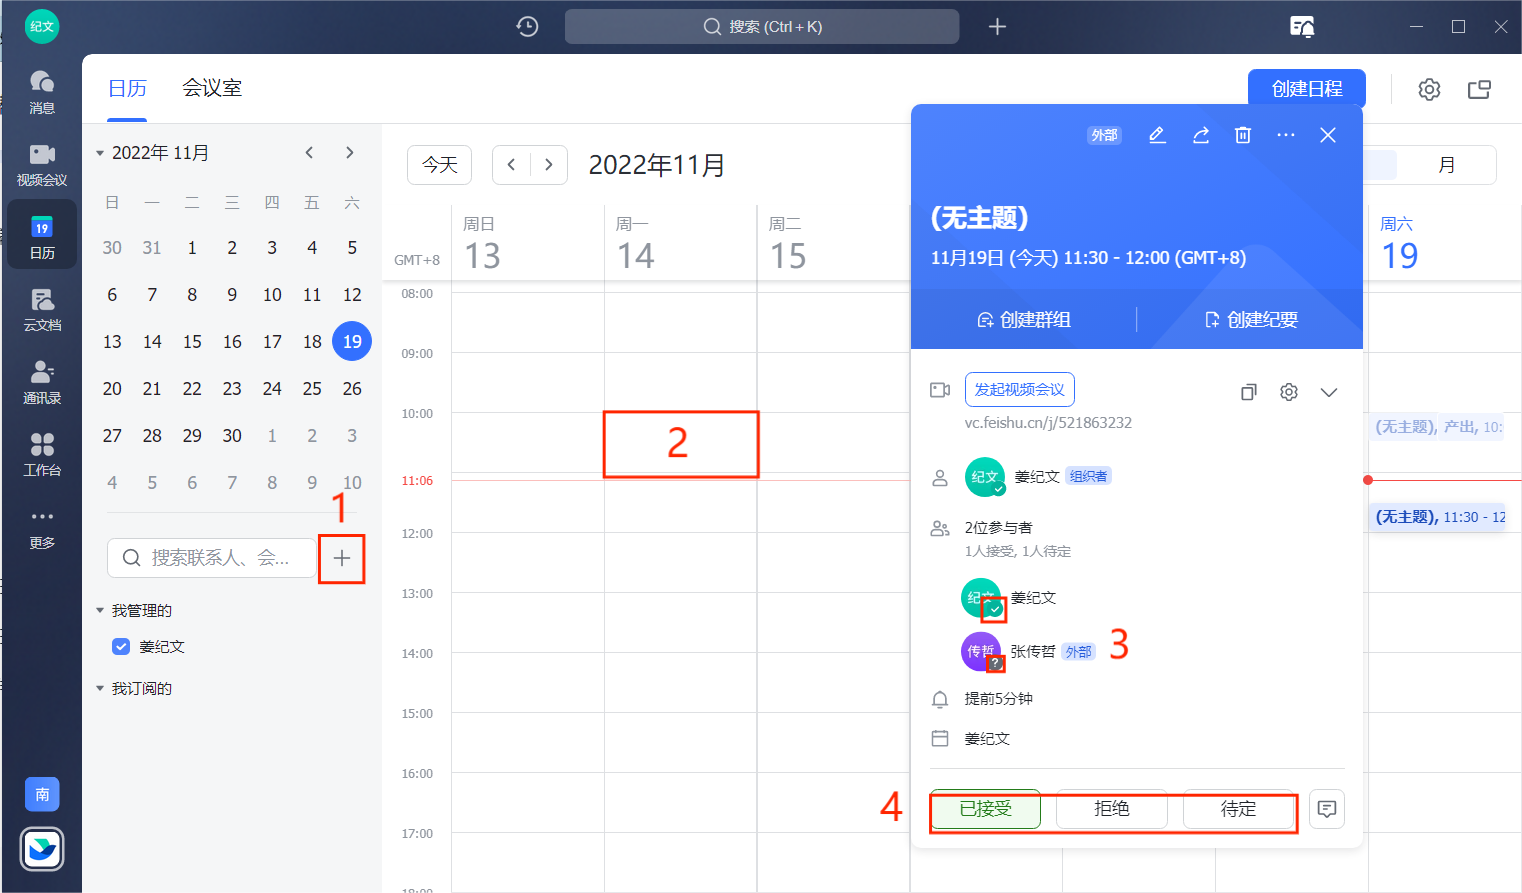 纪文
搜索 (Ctrl+K)
消息
视频会议
19
日历
云文档
通讯录
工作台
更多
南
日历
会议室
创建日程
2022年 11月
日 一 二 三 四 五 六
30 31 1 2 3 4 5
6 7 8 9 10 11 12
13 14 15 16 17 18 19
20 21 22 23 24 25 26
27 28 29 30 1 2 3
4 5 6 7 8 9 10
1
搜索联系人、会...
我管理的
姜纪文
我订阅的
今天
2022年11月
月
GMT+8
周日
13
周一
14
周二
15
周六
19
08:00
09:00
10:00
11:06
12:00
13:00
14:00
15:00
16:00
17:00
18:00
2
(无主题), 产出, 10:
(无主题), 11:30 - 12
外部
(无主题)
11月19日 (今天) 11:30 - 12:00 (GMT+8)
创建群组
创建纪要
发起视频会议
vc.feishu.cn/j/521863232
纪文
姜纪文 组织者
2位参与者
1人接受, 1人待定
纪文
姜纪文
传哲
?
张传哲 外部
3
提前5分钟
姜纪文
4
已接受
拒绝
待定